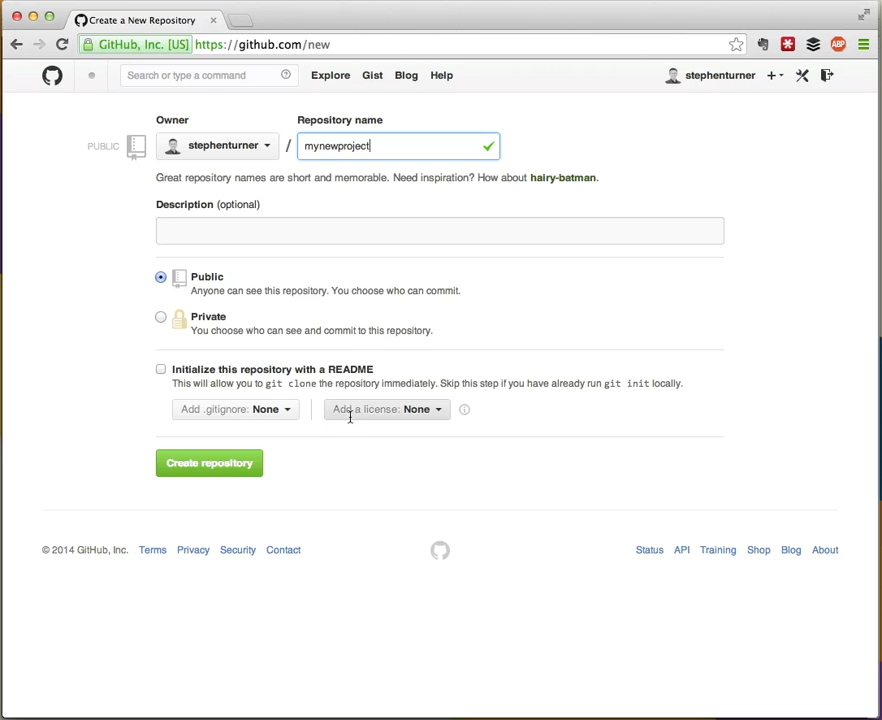 Create a New Repository
GitHub, Inc. [US] https://github.com/new
ABP
Search or type a command Explore Gist Blog Help stephenturner
Owner Repository name
PUBLIC stephenturner / mynewproject
Great repository names are short and memorable. Need inspiration? How about hairy-batman.
Description (optional)
Public
Anyone can see this repository. You choose who can commit.
Private
You choose who can see and commit to this repository.
Initialize this repository with a README
This will allow you to git clone the repository immediately. Skip this step if you have already run git init locally.
Add .gitignore: None Add a license: None
Create repository
© 2014 GitHub, Inc. Terms Privacy Security Contact Status API Training Shop Blog About